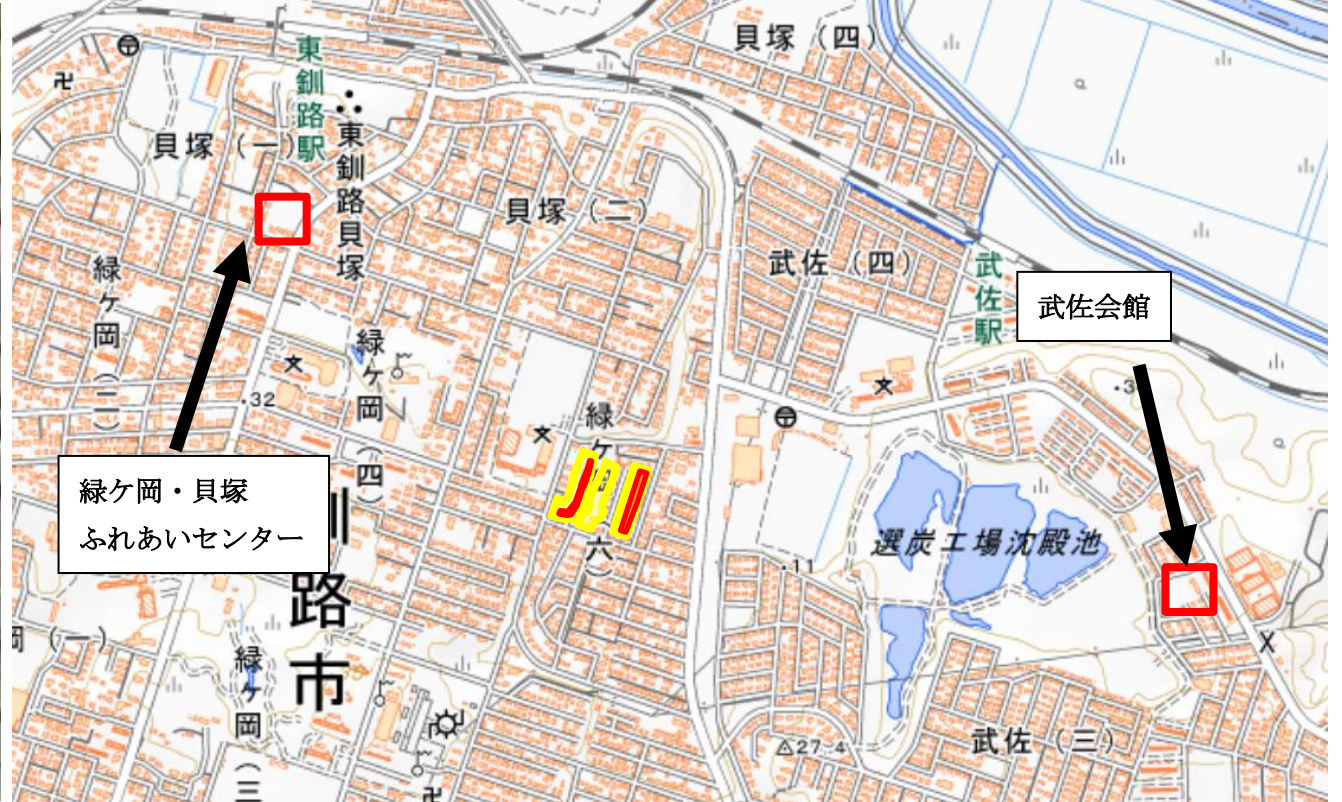 貝塚（四）
東釧路駅
東釧路貝塚
貝塚（一）
貝塚（二）
武佐（四）
武佐駅
武佐会館
緑ケ岡（二）
緑ケ岡（四）
32
・3
緑ケ岡・貝塚
ふれあいセンター
六）
選炭工場沈殿池
11
釧路市
岡（一）
緑ケ岡（三
27.4
武佐（三）